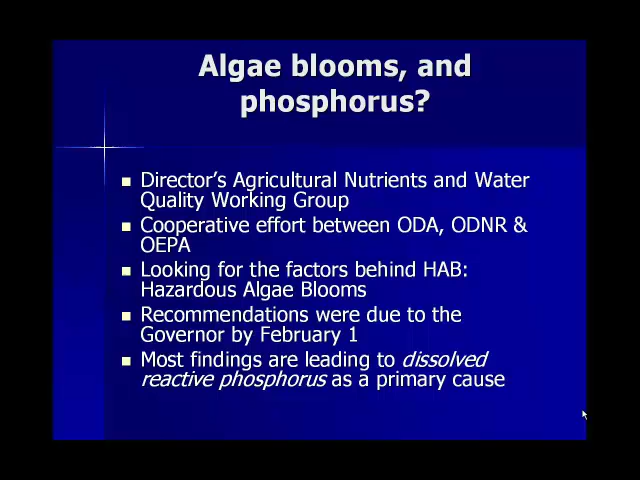 Algae blooms, and
phosphorus?
Director's Agricultural Nutrients and Water
Quality Working Group
Cooperative effort between ODA, ODNR &
OEPA
Looking for the factors behind HAB:
Hazardous Algae Blooms
Recommendations were due to the
Governor by February 1
Most findings are leading to dissolved
reactive phosphorus as a primary cause